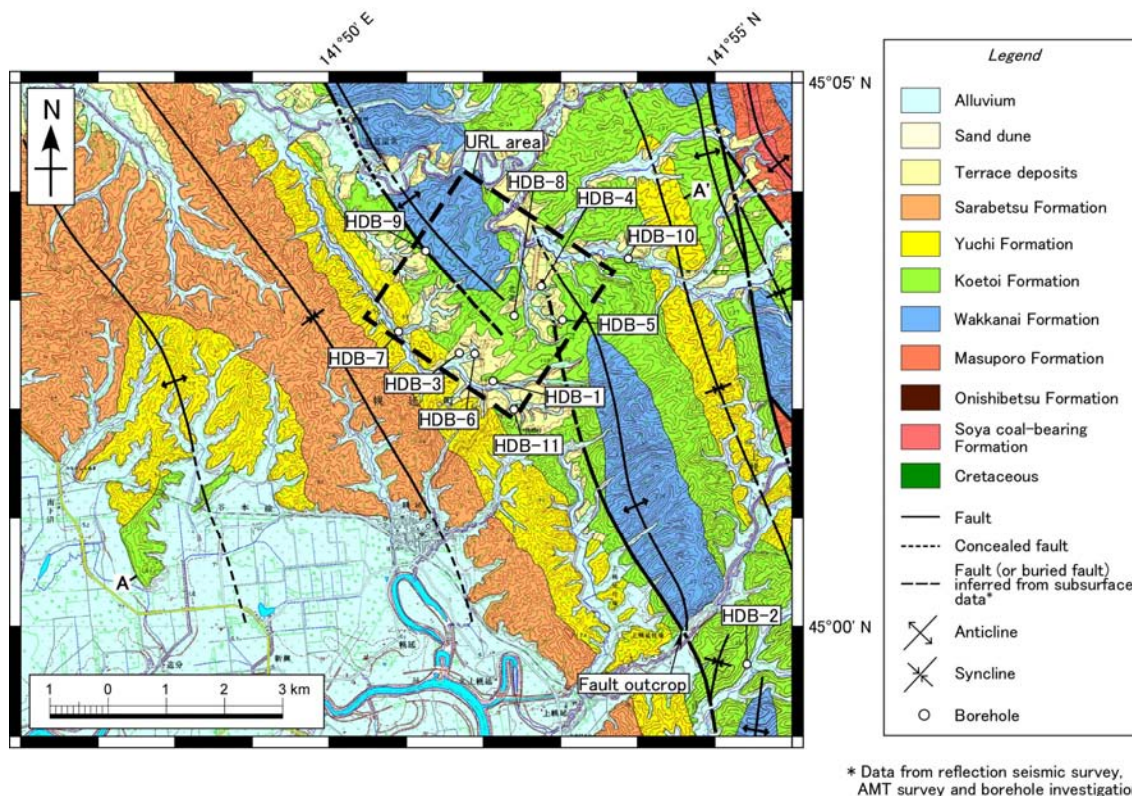 141°50' E
141°55' N
45°05' N
N
URL area
HDB-8
HDB-4
A'
HDB-9
HDB-10
HDB-5
HDB-7
HDB-3
HDB-1
HDB-6
HDB-11
A
HDB-2
45°00' N
Fault outcrop
1 0 1 2 3 km
Legend
Alluvium
Sand dune
Terrace deposits
Sarabetsu Formation
Yuchi Formation
Koetoi Formation
Wakkanai Formation
Masuporo Formation
Onishibetsu Formation
Soya coal-bearing
Formation
Cretaceous
Fault
Concealed fault
Fault (or buried fault)
inferred from subsurface
data*
Anticline
Syncline
Borehole
* Data from reflection seismic survey,
AMT survey and borehole investigation